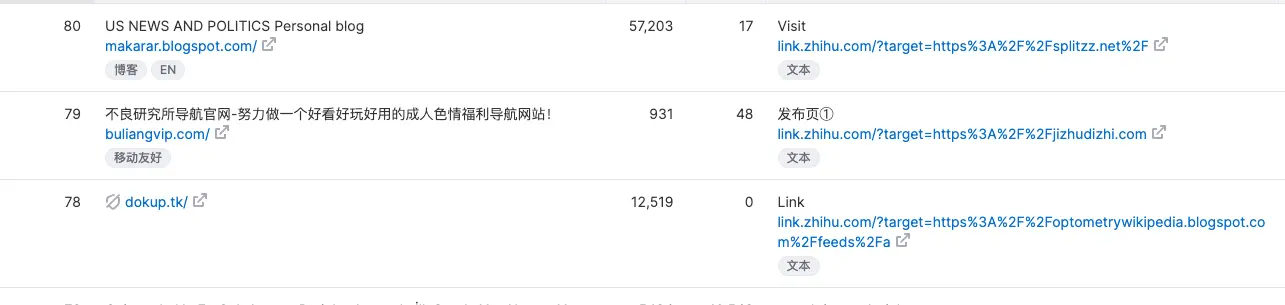 80 US NEWS AND POLITICS Personal blog 57,203 17 Visit
makarar.blogspot.com/ link.zhihu.com/?target=https%3A%2F%2Fsplitzz.net%2F
博客 EN 文本
79 不良研究所导航官网-努力做一个好看好玩好用的成人色情福利导航网站! 931 48 发布页①
buliangvip.com/ link.zhihu.com/?target=https%3A%2F%2Fjizhudizhi.com
移动友好 文本
78 dokup.tk/ 12,519 0 Link
link.zhihu.com/?target=https%3A%2F%2Foptometrywikipedia.blogspot.co
m%2Ffeeds%2Fa
文本